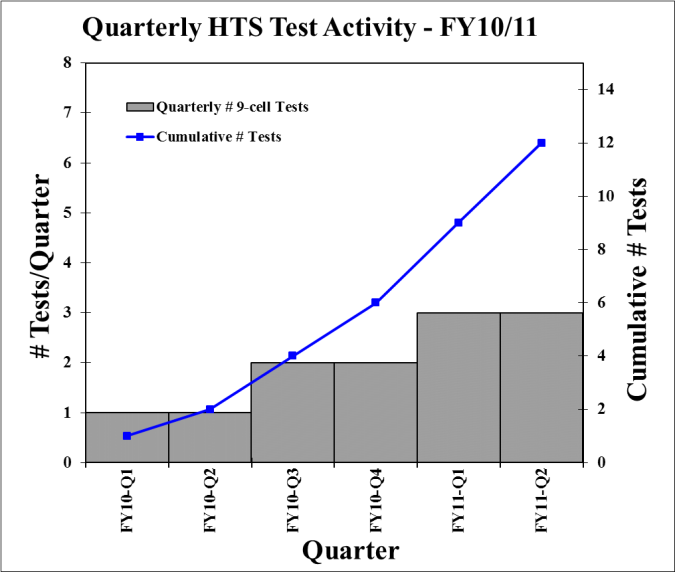 Quarterly HTS Test Activity - FY10/11
# Tests/Quarter
8
7
6
5
4
3
2
1
0
Quarterly # 9-cell Tests
Cumulative # Tests
14
12
10
8
6
4
2
0
Cumulative # Tests
FY10-Q1
FY10-Q2
FY10-Q3
FY10-Q4
FY11-Q1
FY11-Q2
Quarter